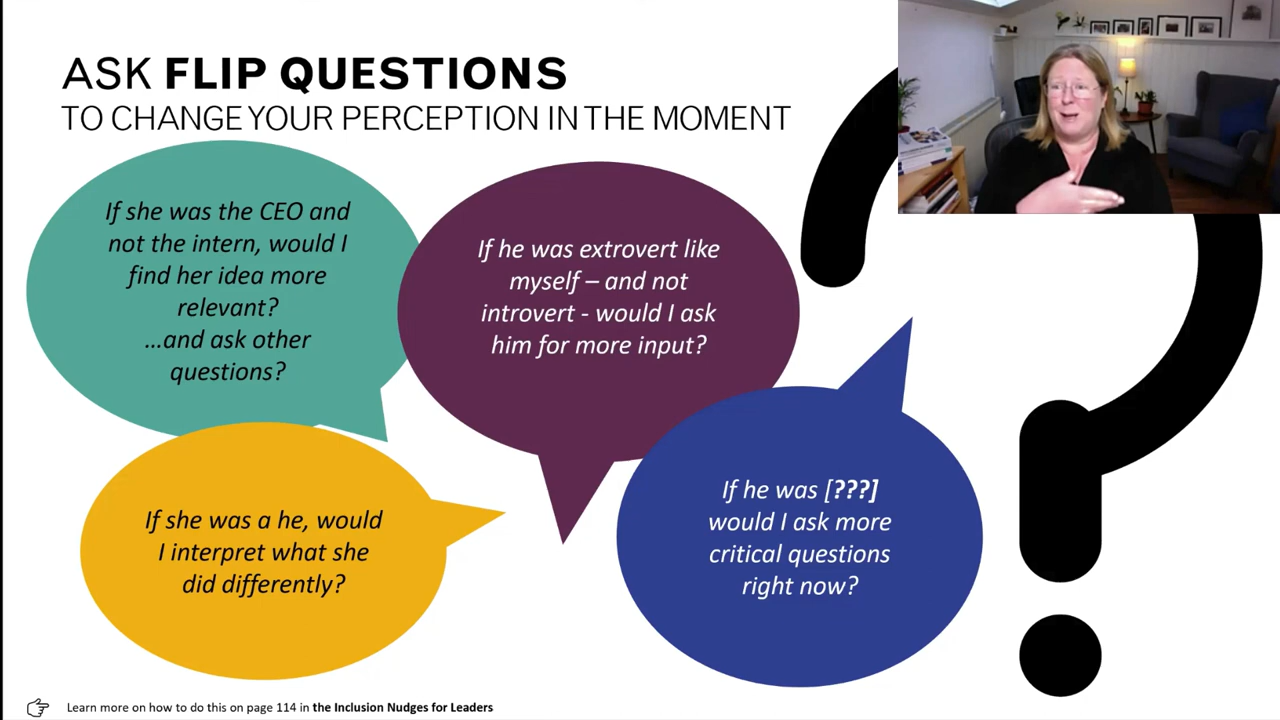 ASK FLIP QUESTIONS
TO CHANGE YOUR PERCEPTION IN THE MOMENT
If she was the CEO and
not the intern, would I
find her idea more
relevant?
...and ask other
questions?
If he was extrovert like
myself – and not
introvert - would I ask
him for more input?
If she was a he, would
I interpret what she
did differently?
If he was [???]
would I ask more
critical questions
right now?
Learn more on how to do this on page 114 in the Inclusion Nudges for Leaders